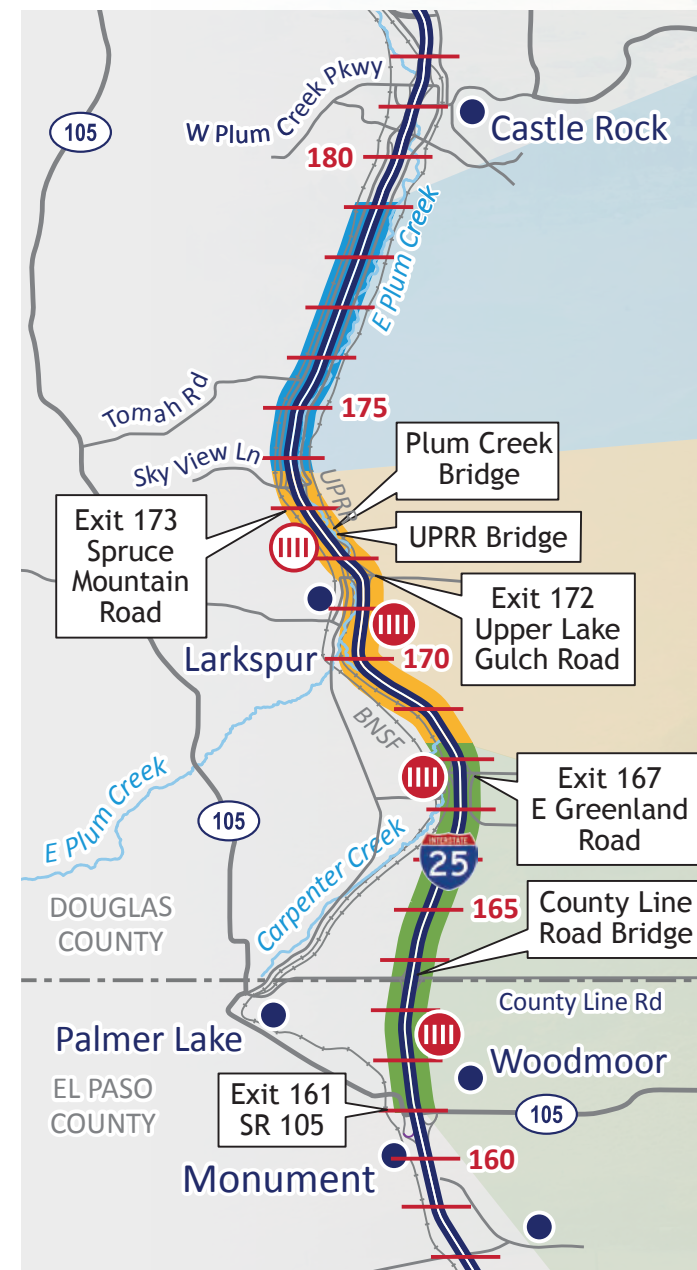 W Plum Creek Pkwy
105
Castle Rock
180
E Plum Creek
Tomah Rd
175
Sky View Ln
Plum Creek
Bridge
UPRR
UPRR Bridge
Exit 173
Spruce
Mountain
Road
Exit 172
Upper Lake
Gulch Road
Larkspur
170
BNSF
Exit 167
E Greenland
Road
E Plum Creek
105
Carpenter Creek
INTERSTATE
25
165
DOUGLAS
COUNTY
County Line
Road Bridge
County Line Rd
Palmer Lake
Woodmoor
EL PASO
COUNTY
Exit 161
SR 105
105
160
Monument